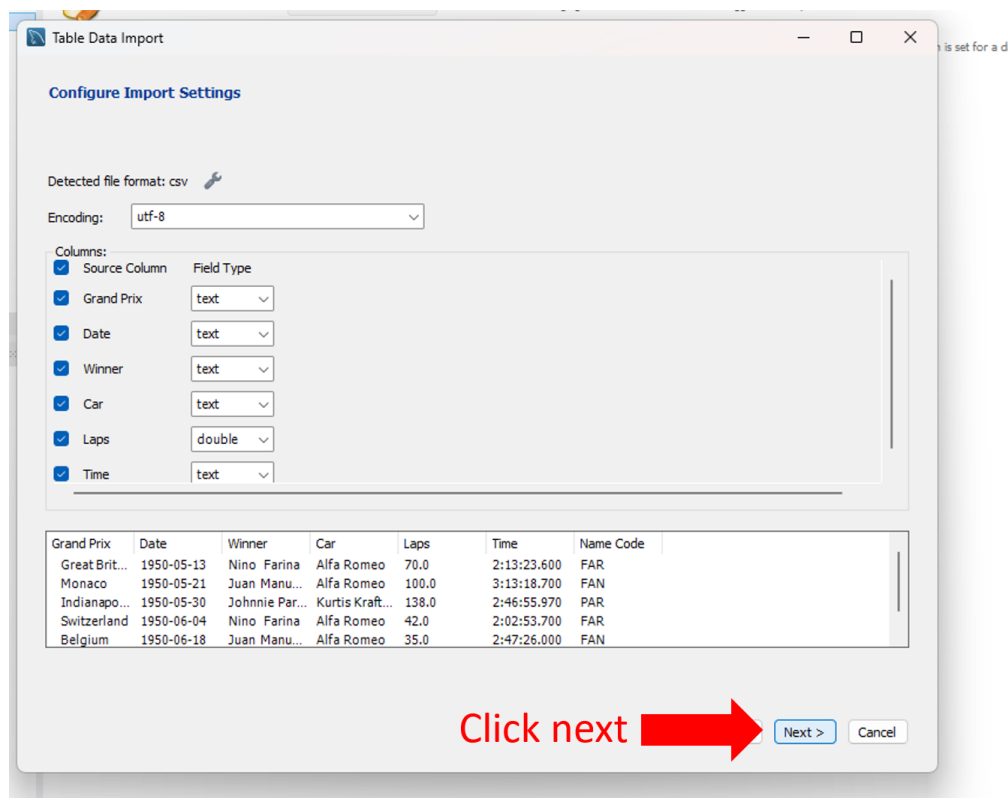 Table Data Import
is set for a d
Configure Import Settings
Detected file format: csv
Encoding: utf-8
Columns:
Source Column Field Type
Grand Prix text
Date text
Winner text
Car text
Laps double
Time text
Grand Prix Date Winner Car Laps Time Name Code
Great Brit... 1950-05-13 Nino Farina Alfa Romeo 70.0 2:13:23.600 FAR
Monaco 1950-05-21 Juan Manu... Alfa Romeo 100.0 3:13:18.700 FAN
Indianapo... 1950-05-30 Johnnie Par... Kurtis Kraft... 138.0 2:46:55.970 PAR
Switzerland 1950-06-04 Nino Farina Alfa Romeo 42.0 2:02:53.700 FAR
Belgium 1950-06-18 Juan Manu... Alfa Romeo 35.0 2:47:26.000 FAN
Click next Next > Cancel